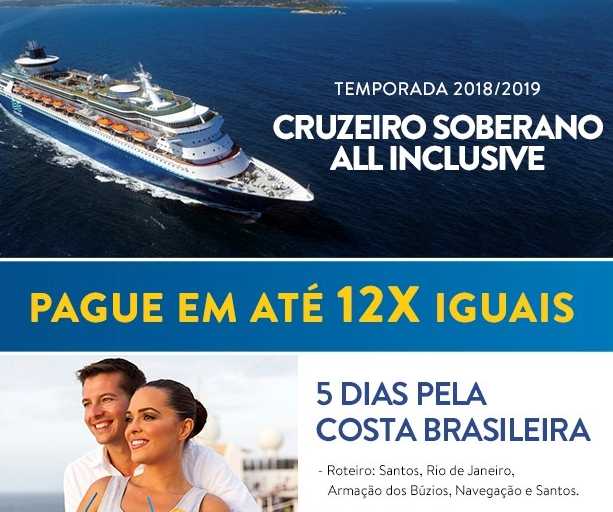 TEMPORADA 2018/2019
CRUZEIRO SOBERANO
ALL INCLUSIVE
PAGUE EM ATÉ 12X IGUAIS
5 DIAS PELA
COSTA BRASILEIRA
- Roteiro: Santos, Rio de Janeiro,
Armação dos Búzios, Navegação e Santos.